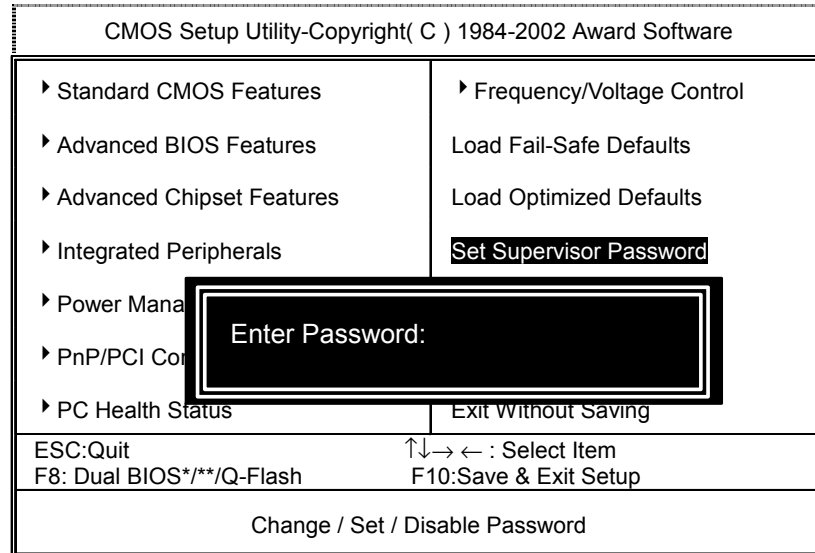 CMOS Setup Utility-Copyright( C ) 1984-2002 Award Software
Standard CMOS Features
Advanced BIOS Features
Advanced Chipset Features
Integrated Peripherals
Power Mana
PnP/PCI Co
PC Health Status
Frequency/Voltage Control
Load Fail-Safe Defaults
Load Optimized Defaults
Set Supervisor Password
Exit Without Saving
Enter Password:
ESC:Quit ↑↓→ ← : Select Item
F8: Dual BIOS*/**/Q-Flash F10:Save & Exit Setup
Change / Set / Disable Password